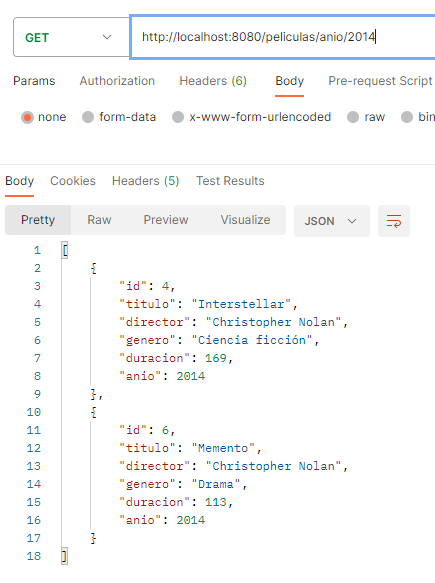 GET http://localhost:8080/peliculas/anio/2014
Params Authorization Headers (6) Body Pre-request Script
none form-data x-www-form-urlencoded raw bin
Body Cookies Headers (5) Test Results
Pretty Raw Preview Visualize JSON
1 [
2 {
3 "id": 4,
4 "titulo": "Interstellar",
5 "director": "Christopher Nolan",
6 "genero": "Ciencia ficción",
7 "duracion": 169,
8 "anio": 2014
9 },
10 {
11 "id": 6,
12 "titulo": "Memento",
13 "director": "Christopher Nolan",
14 "genero": "Drama",
15 "duracion": 113,
16 "anio": 2014
17 }
18 ]